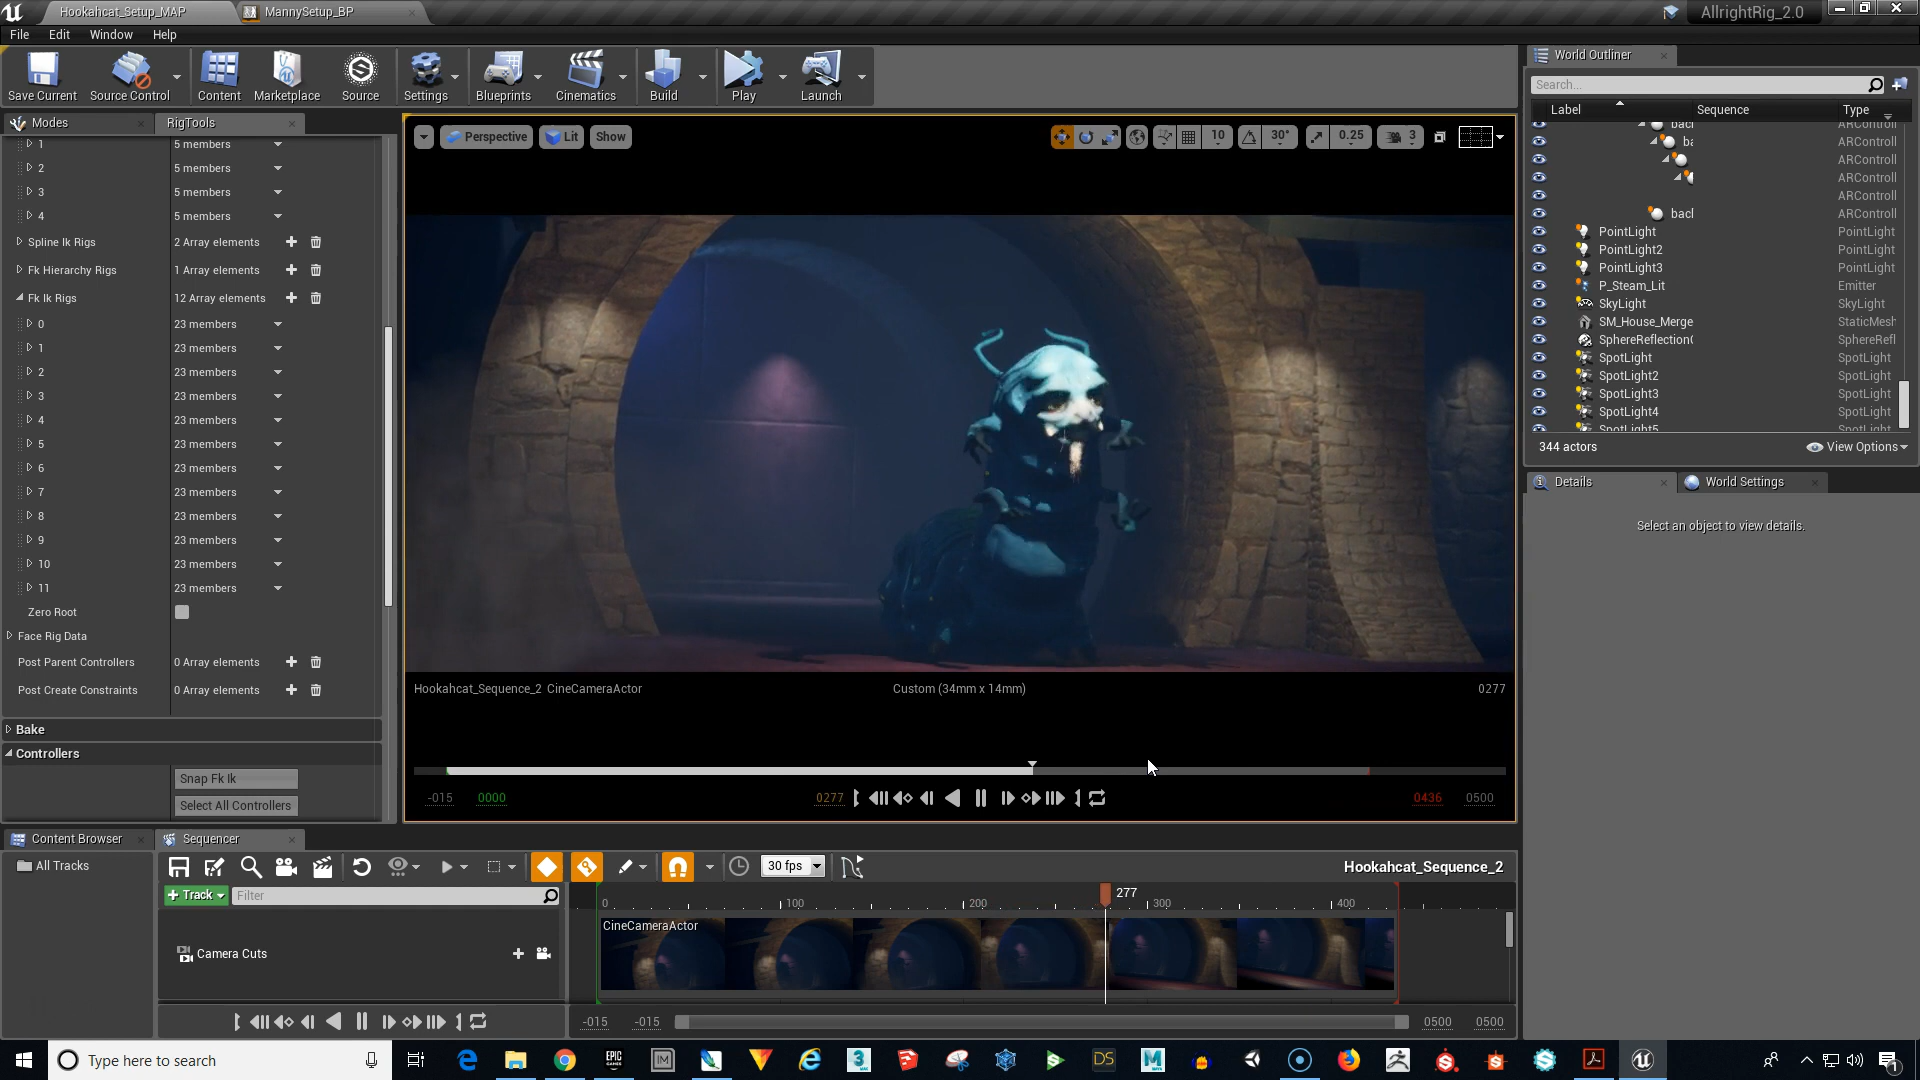 Hookahcat_Setup_MAP
MannySetup_BP
AllrightRig_2.0
File Edit Window Help
Save Current
Source Control
Content
Marketplace
Source
Settings
Blueprints
Cinematics
Build
Play
Launch
Modes
RigTools
1 5 members
2 5 members
3 5 members
4 5 members
Spline Ik Rigs 2 Array elements
Fk Hierarchy Rigs 1 Array elements
Fk Ik Rigs 12 Array elements
0 23 members
1 23 members
2 23 members
3 23 members
4 23 members
5 23 members
6 23 members
7 23 members
8 23 members
9 23 members
10 23 members
11 23 members
Zero Root
Face Rig Data
Post Parent Controllers 0 Array elements
Post Create Constraints 0 Array elements
Bake
Controllers
Snap Fk Ik
Select All Controllers
Perspective Lit Show
10 30° 0.25 3
Hookahcat_Sequence_2 CineCameraActor Custom (34mm x 14mm) 0277
-015 0000 0277 0436 0500
World Outliner
Search...
Label Sequence Type
bacl ARControll
ba ARControll
ARControll
ARControll
ARControll
bacl ARControll
PointLight PointLight
PointLight2 PointLight
PointLight3 PointLight
P_Steam_Lit Emitter
SkyLight SkyLight
SM_House_Merge StaticMesh
SphereReflection SphereRefl
SpotLight SpotLight
SpotLight2 SpotLight
SpotLight3 SpotLight
SpotLight4 SpotLight
SpotLight5 SpotLight
344 actors View Options
Details
World Settings
Select an object to view details.
Content Browser
Sequencer
All Tracks
30 fps
Hookahcat_Sequence_2
Track
Filter
277
0 100 200 300 400
CineCameraActor
Camera Cuts
-015 -015 0500 0500
Type here to search
EPIC GAMES
DS
3
M
1